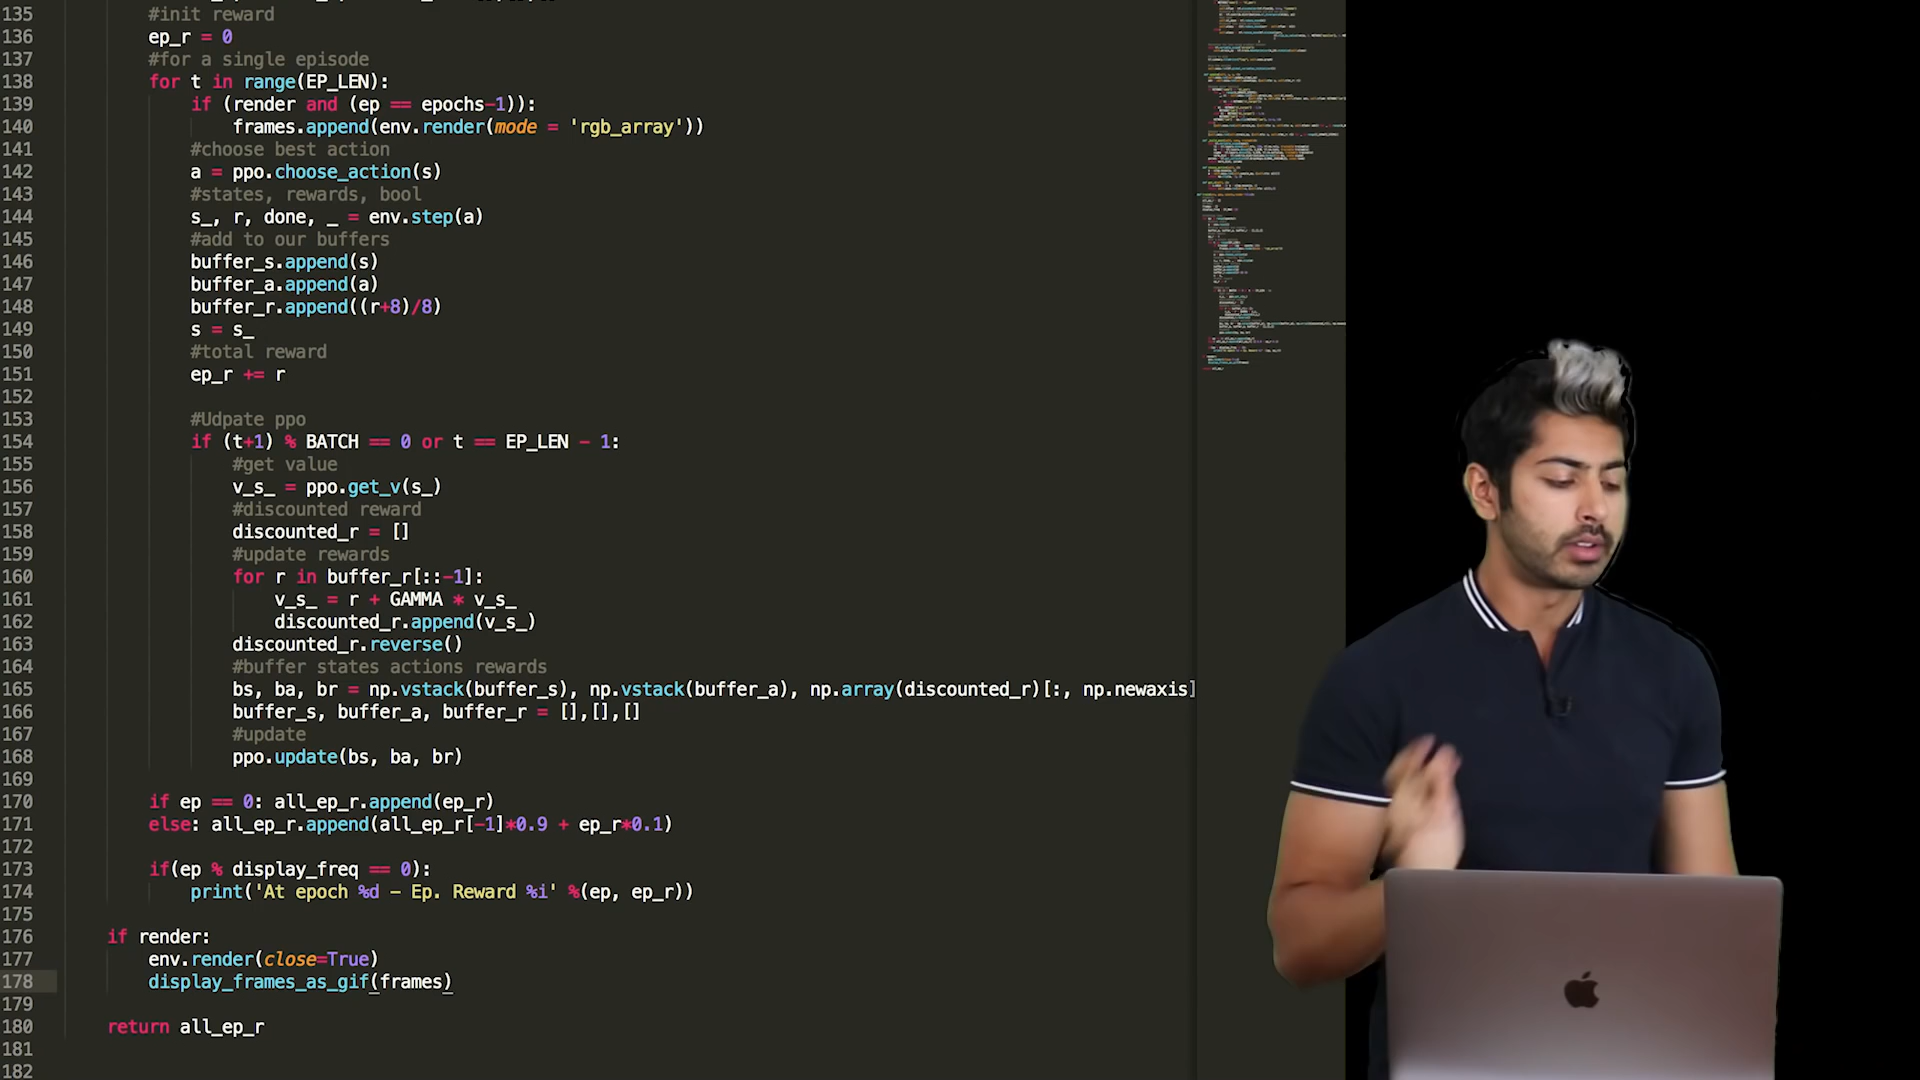 135 #init reward
136 ep_r = 0
137 #for a single episode
138 for t in range(EP_LEN):
139 if (render and (ep == epochs-1)):
140 frames.append(env.render(mode = 'rgb_array'))
141 #choose best action
142 a = ppo.choose_action(s)
143 #states, rewards, bool
144 s_, r, done, _ = env.step(a)
145 #add to our buffers
146 buffer_s.append(s)
147 buffer_a.append(a)
148 buffer_r.append((r+8)/8)
149 s = s_
150 #total reward
151 ep_r += r
152
153 #Udpate ppo
154 if (t+1) % BATCH == 0 or t == EP_LEN - 1:
155 #get value
156 v_s_ = ppo.get_v(s_)
157 #discounted reward
158 discounted_r = []
159 #update rewards
160 for r in buffer_r[::-1]:
161 v_s_ = r + GAMMA * v_s_
162 discounted_r.append(v_s_)
163 discounted_r.reverse()
164 #buffer states actions rewards
165 bs, ba, br = np.vstack(buffer_s), np.vstack(buffer_a), np.array(discounted_r)[:, np.newaxis]
166 buffer_s, buffer_a, buffer_r = [],[],[]
167 #update
168 ppo.update(bs, ba, br)
169
170 if ep == 0: all_ep_r.append(ep_r)
171 else: all_ep_r.append(all_ep_r[-1]*0.9 + ep_r*0.1)
172
173 if(ep % display_freq == 0):
174 print('At epoch %d – Ep. Reward %i' %(ep, ep_r))
175
176 if render:
177 env.render(close=True)
178 display_frames_as_gif(frames)
179
180 return all_ep_r
181
182